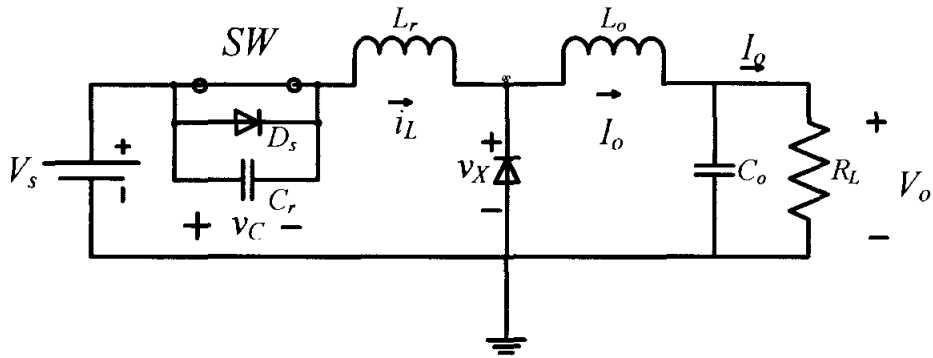 SW
L_r
L_o
I_o
V_s
+
D_s
i_L
I_o
+
v_X
-
C_o
R_L
+
V_o
-
C_r
+ v_C -